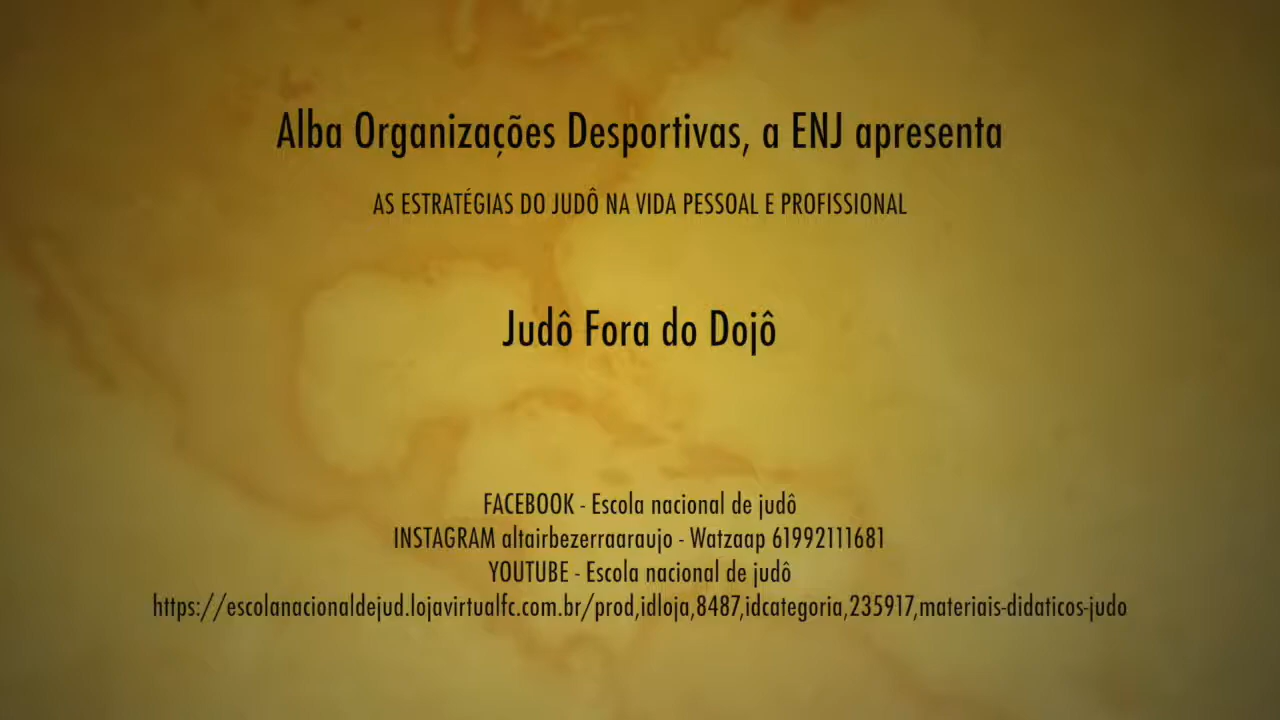 Alba Organizações Desportivas, a ENJ apresenta
AS ESTRATÉGIAS DO JUDÔ NA VIDA PESSOAL E PROFISSIONAL
Judô Fora do Dojô
FACEBOOK - Escola nacional de judô
INSTAGRAM altairbezerraaraujo - Watzaap 61992111681
YOUTUBE - Escola nacional de judô
https://escolanacionaldejud.lojavirtualfc.com.br/prod,idloja,8487,idcategoria,235917,materiais-didaticos-judo